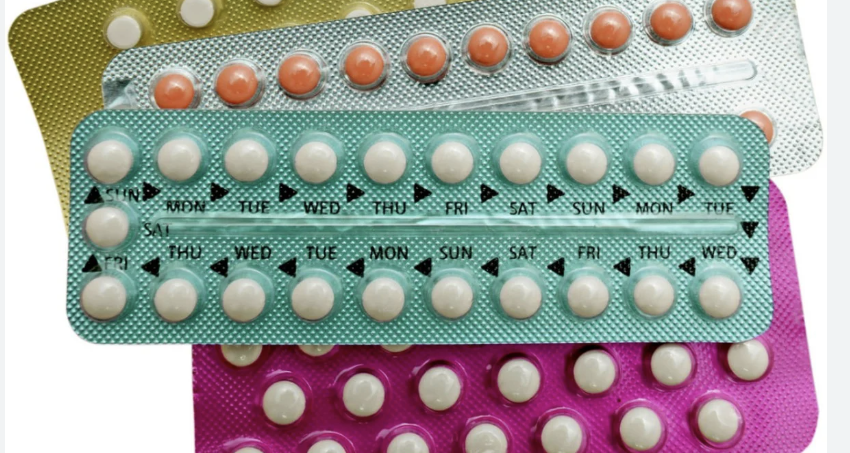 SUN MON TUE WED THU FRI SAT SUN MON TUE
SAT
FRI THU WED TUE MON SUN SAT FRI THU WED